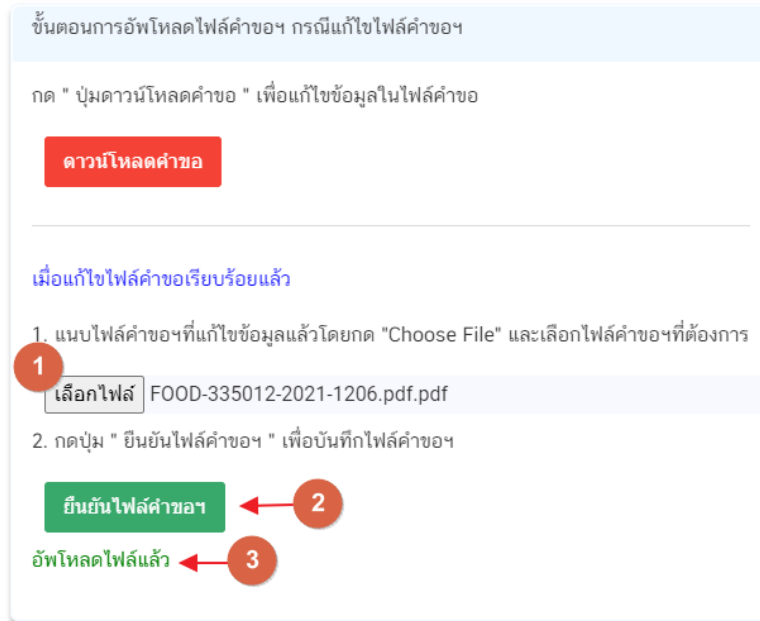 ขั้นตอนการอัพโหลดไฟล์คำขอฯ กรณีแก้ไขไฟล์คำขอฯ
กด " ปุ่มดาวน์โหลดคำขอ " เพื่อแก้ไขข้อมูลในไฟล์คำขอ
ดาวน์โหลดคำขอ
เมื่อแก้ไขไฟล์คำขอเรียบร้อยแล้ว
1. แนบไฟล์คำขอฯที่แก้ไขข้อมูลแล้วโดยกด "Choose File" และเลือกไฟล์คำขอฯที่ต้องการ
1
เลือกไฟล์ FOOD-335012-2021-1206.pdf.pdf
2. กดปุ่ม " ยืนยันไฟล์คำขอฯ " เพื่อบันทึกไฟล์คำขอฯ
ยืนยันไฟล์คำขอฯ 2
อัพโหลดไฟล์แล้ว 3